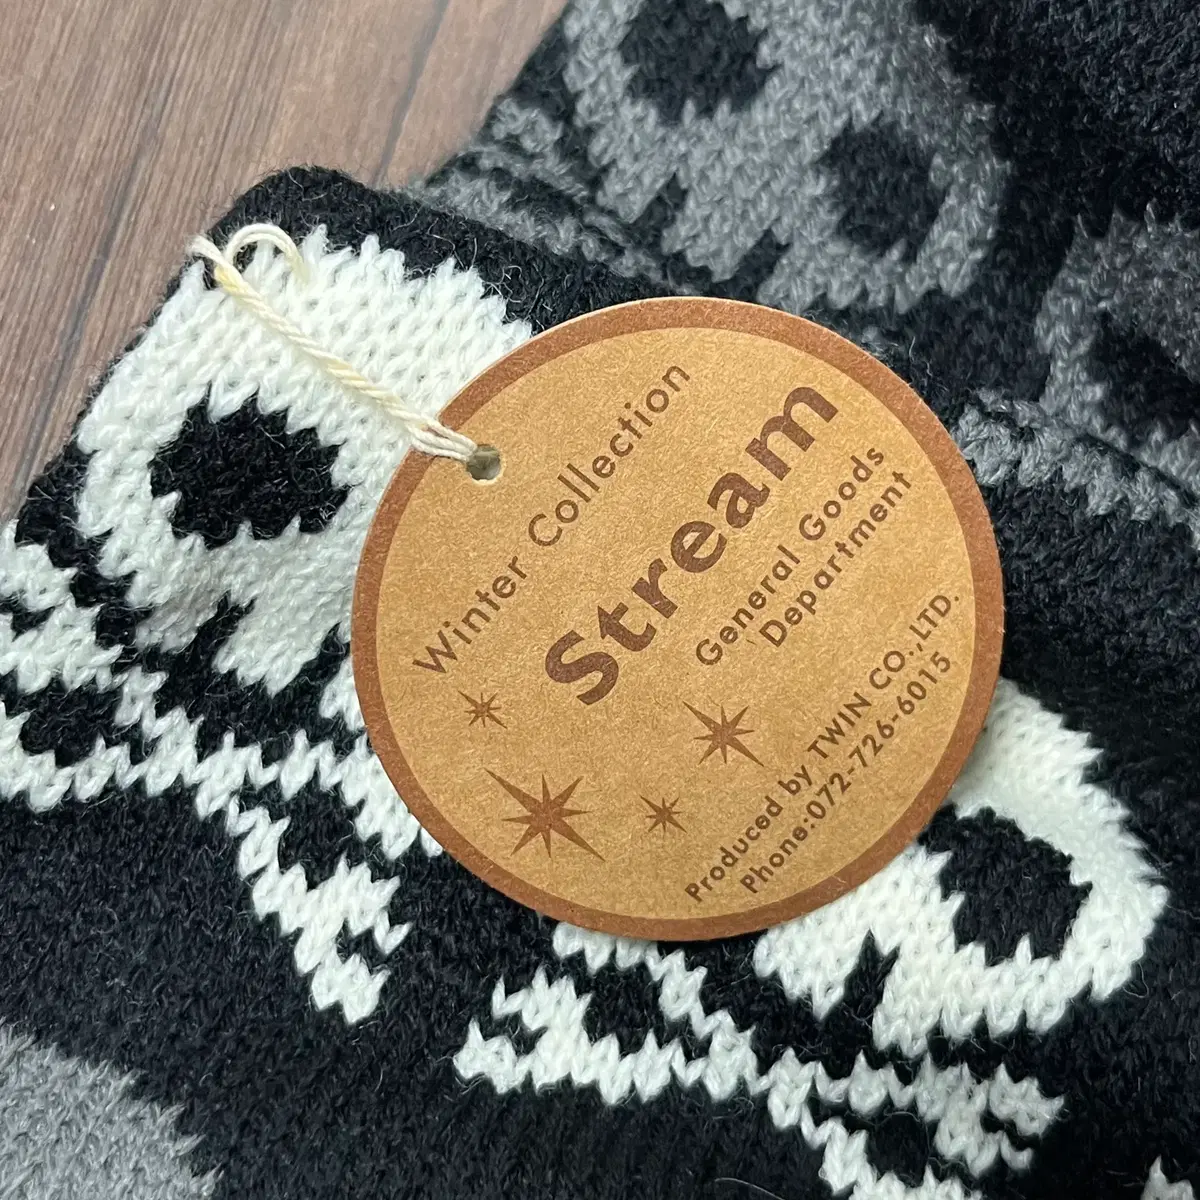 Winter Collection
Stream
General Goods
Department
Produced by TWIN CO.,LTD.
Phone:072-726-6015